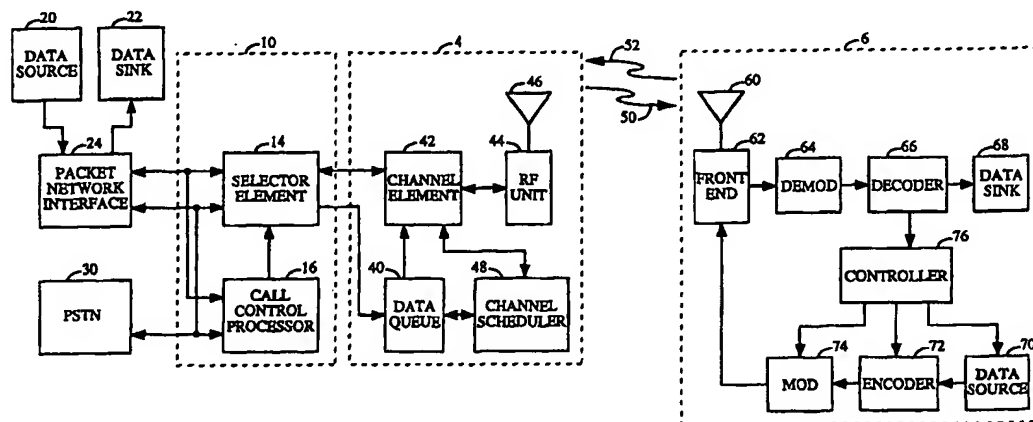 20
DATA
SOURCE
22
DATA
SINK
24
PACKET
NETWORK
INTERFACE
30
PSTN
10
14
SELECTOR
ELEMENT
16
CALL
CONTROL
PROCESSOR
4
42
CHANNEL
ELEMENT
46
44
RF
UNIT
40
DATA
QUEUE
48
CHANNEL
SCHEDULER
52
50
6
60
62
FRONT
END
64
DEMOD
66
DECODER
68
DATA
SINK
76
CONTROLLER
74
MOD
72
ENCODER
70
DATA
SOURCE